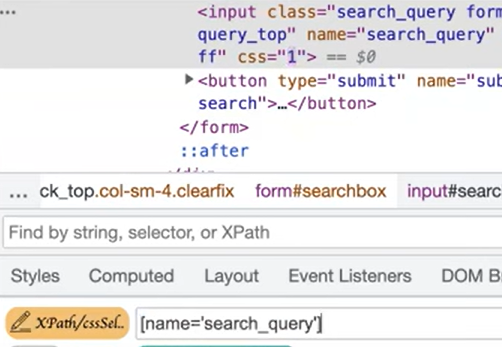 ...
<input class="search_query form
query_top" name="search_query"
ff" css="1"> == $0
▶<button type="submit" name="sub
search">…</button>
</form>
::after
... ck_top.col-sm-4.clearfix form#searchbox input#searc
Find by string, selector, or XPath
Styles Computed Layout Event Listeners DOM B
XPath/cssSel.. [name='search_query']